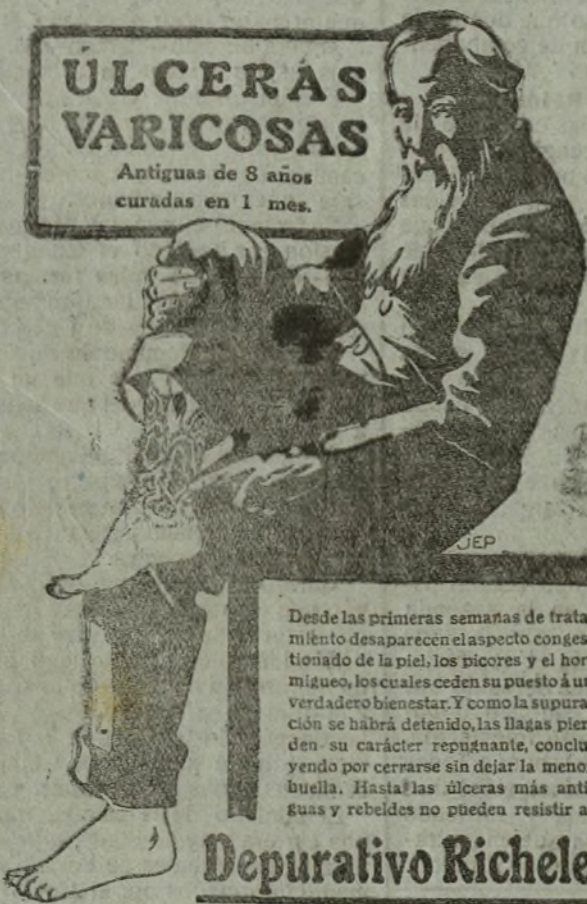 ÚLCERAS
VARICOSAS
Antiguas de 8 años
curadas en 1 mes.
JEP
Desde las primeras semanas de trata
miento desaparecen el aspecto conges
tionado de la piel, los picores y el hor
migueo, los cuales ceden su puesto á un
verdadero bienestar. Y como la supura
ción se habrá detenido, las llagas pier
den su carácter repugnante, conclu
yendo por cerrarse sin dejar la meno
huella. Hasta las úlceras más anti
guas y rebeldes no pueden resistir a
Depurativo Richele